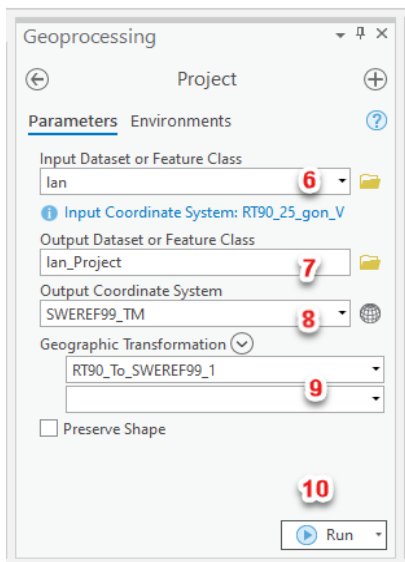 Geoprocessing
Project
Parameters Environments
Input Dataset or Feature Class
lan 6
Input Coordinate System: RT90_25_gon_V
Output Dataset or Feature Class
lan_Project 7
Output Coordinate System
SWEREF99_TM 8
Geographic Transformation
RT90_To_SWEREF99_1
9
Preserve Shape
10
Run